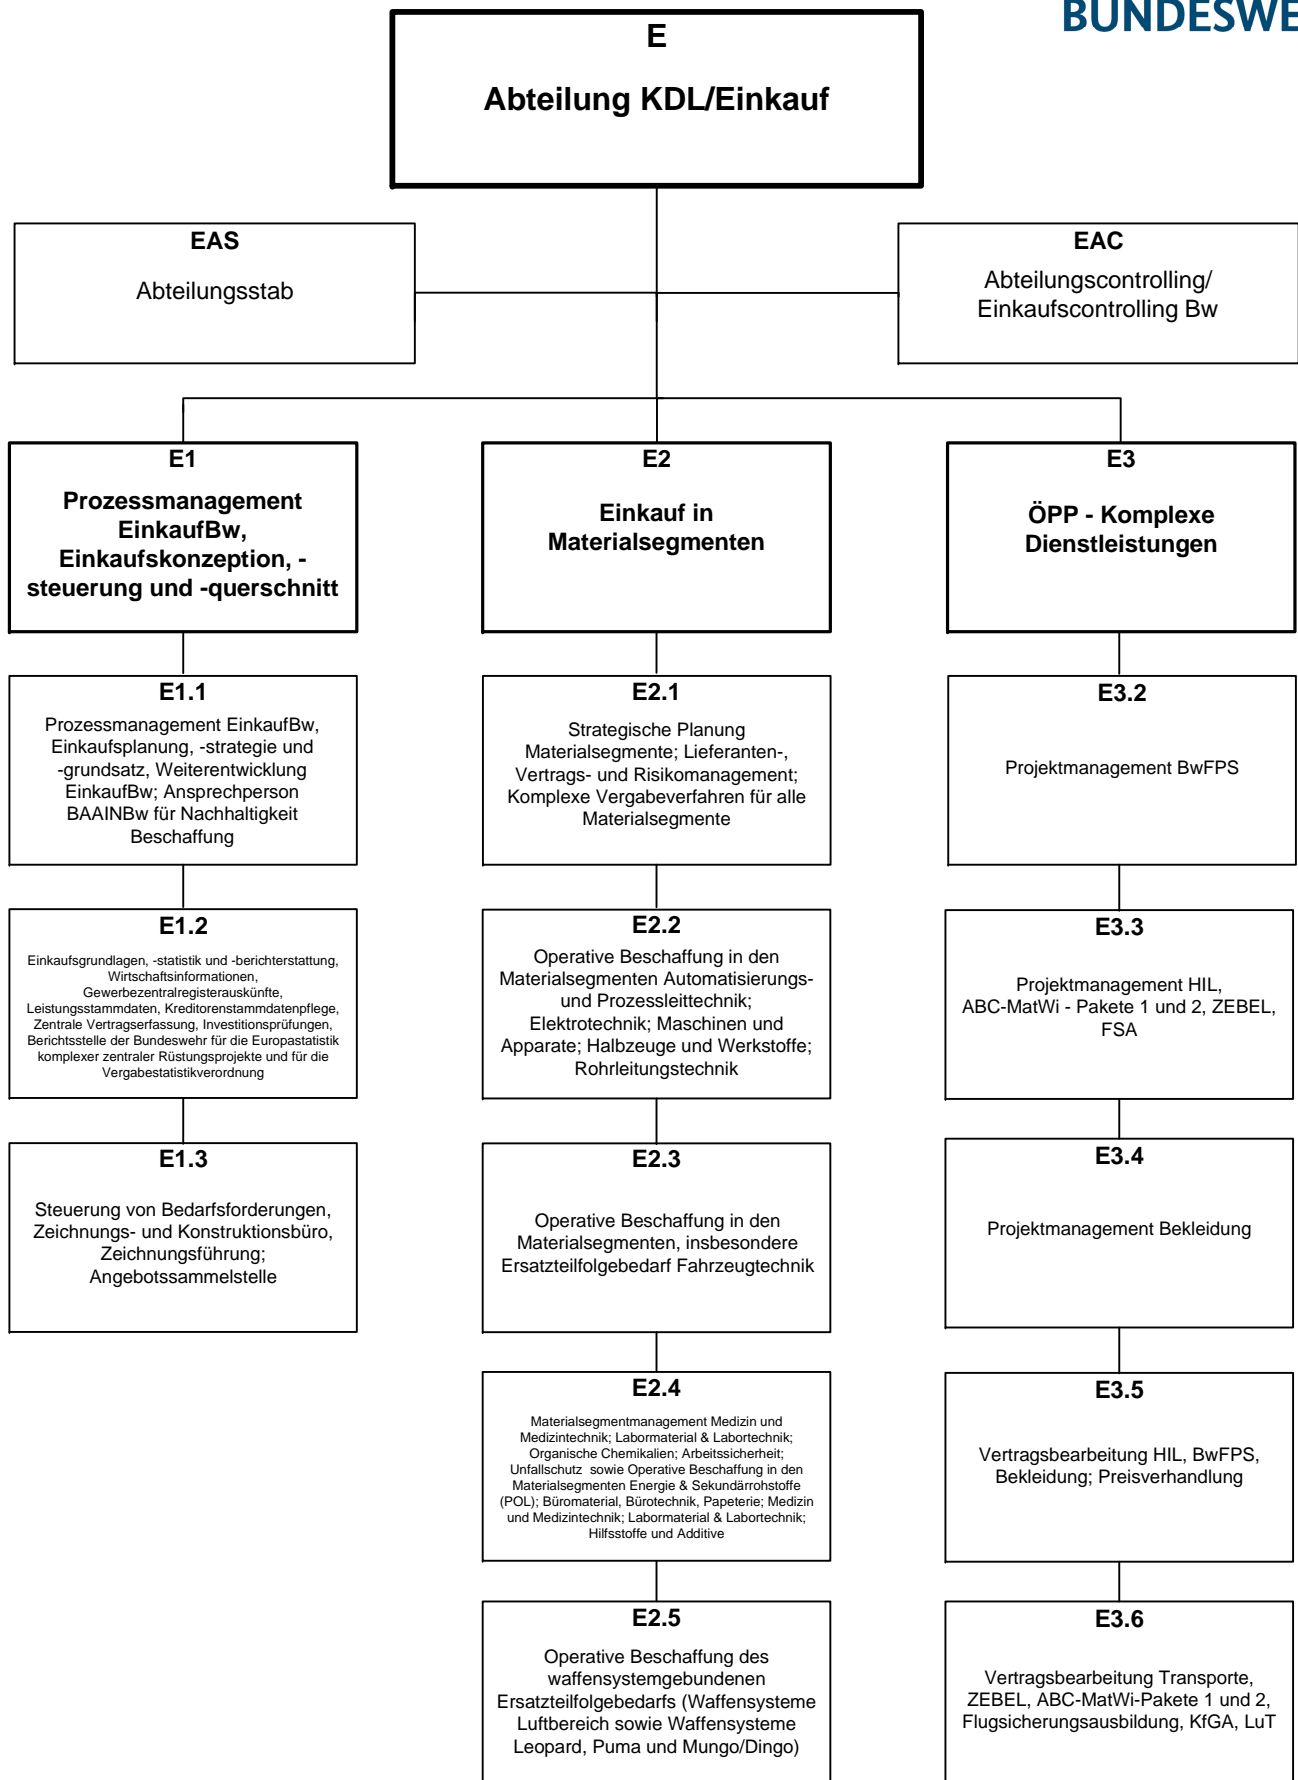 BUNDESWE
E
Abteilung KDL/Einkauf
EAS
Abteilungsstab
EAC
Abteilungscontrolling/
Einkaufscontrolling Bw
E1
Prozessmanagement
EinkaufBw,
Einkaufskonzeption, -
steuerung und -querschnitt
E2
Einkauf in
Materialsegmenten
E3
ÖPP - Komplexe
Dienstleistungen
E1.1
Prozessmanagement EinkaufBw,
Einkaufsplanung, -strategie und
-grundsatz, Weiterentwicklung
EinkaufBw; Ansprechperson
BAAINBw für Nachhaltigkeit
Beschaffung
E2.1
Strategische Planung
Materialsegmente; Lieferanten-,
Vertrags- und Risikomanagement;
Komplexe Vergabeverfahren für alle
Materialsegmente
E3.2
Projektmanagement BwFPS
E1.2
Einkaufsgrundlagen, -statistik und -berichterstattung,
Wirtschaftsinformationen,
Gewerbezentralregisterauskünfte,
Leistungsstammdaten, Kreditorenstammdatenpflege,
Zentrale Vertragserfassung, Investitionsprüfungen,
Berichtsstelle der Bundeswehr für die Europastatistik
komplexer zentraler Rüstungsprojekte und für die
Vergabestatistikverordnung
E2.2
Operative Beschaffung in den
Materialsegmenten Automatisierungs-
und Prozessleittechnik;
Elektrotechnik; Maschinen und
Apparate; Halbzeuge und Werkstoffe;
Rohrleitungstechnik
E3.3
Projektmanagement HIL,
ABC-MatWi - Pakete 1 und 2, ZEBEL,
FSA
E1.3
Steuerung von Bedarfsforderungen,
Zeichnungs- und Konstruktionsbüro,
Zeichnungsführung;
Angebotssammelstelle
E2.3
Operative Beschaffung in den
Materialsegmenten, insbesondere
Ersatzteilfolgebedarf Fahrzeugtechnik
E3.4
Projektmanagement Bekleidung
E2.4
Materialsegmentmanagement Medizin und
Medizintechnik; Labormaterial & Labortechnik;
Organische Chemikalien; Arbeitssicherheit;
Unfallschutz sowie Operative Beschaffung in den
Materialsegmenten Energie & Sekundärrohstoffe
(POL); Büromaterial, Bürotechnik, Papeterie; Medizin
und Medizintechnik; Labormaterial & Labortechnik;
Hilfsstoffe und Additive
E3.5
Vertragsbearbeitung HIL, BwFPS,
Bekleidung; Preisverhandlung
E2.5
Operative Beschaffung des
waffensystemgebundenen
Ersatzteilfolgebedarfs (Waffensysteme
Luftbereich sowie Waffensysteme
Leopard, Puma und Mungo/Dingo)
E3.6
Vertragsbearbeitung Transporte,
ZEBEL, ABC-MatWi-Pakete 1 und 2,
Flugsicherungsausbildung, KfGA, LuT